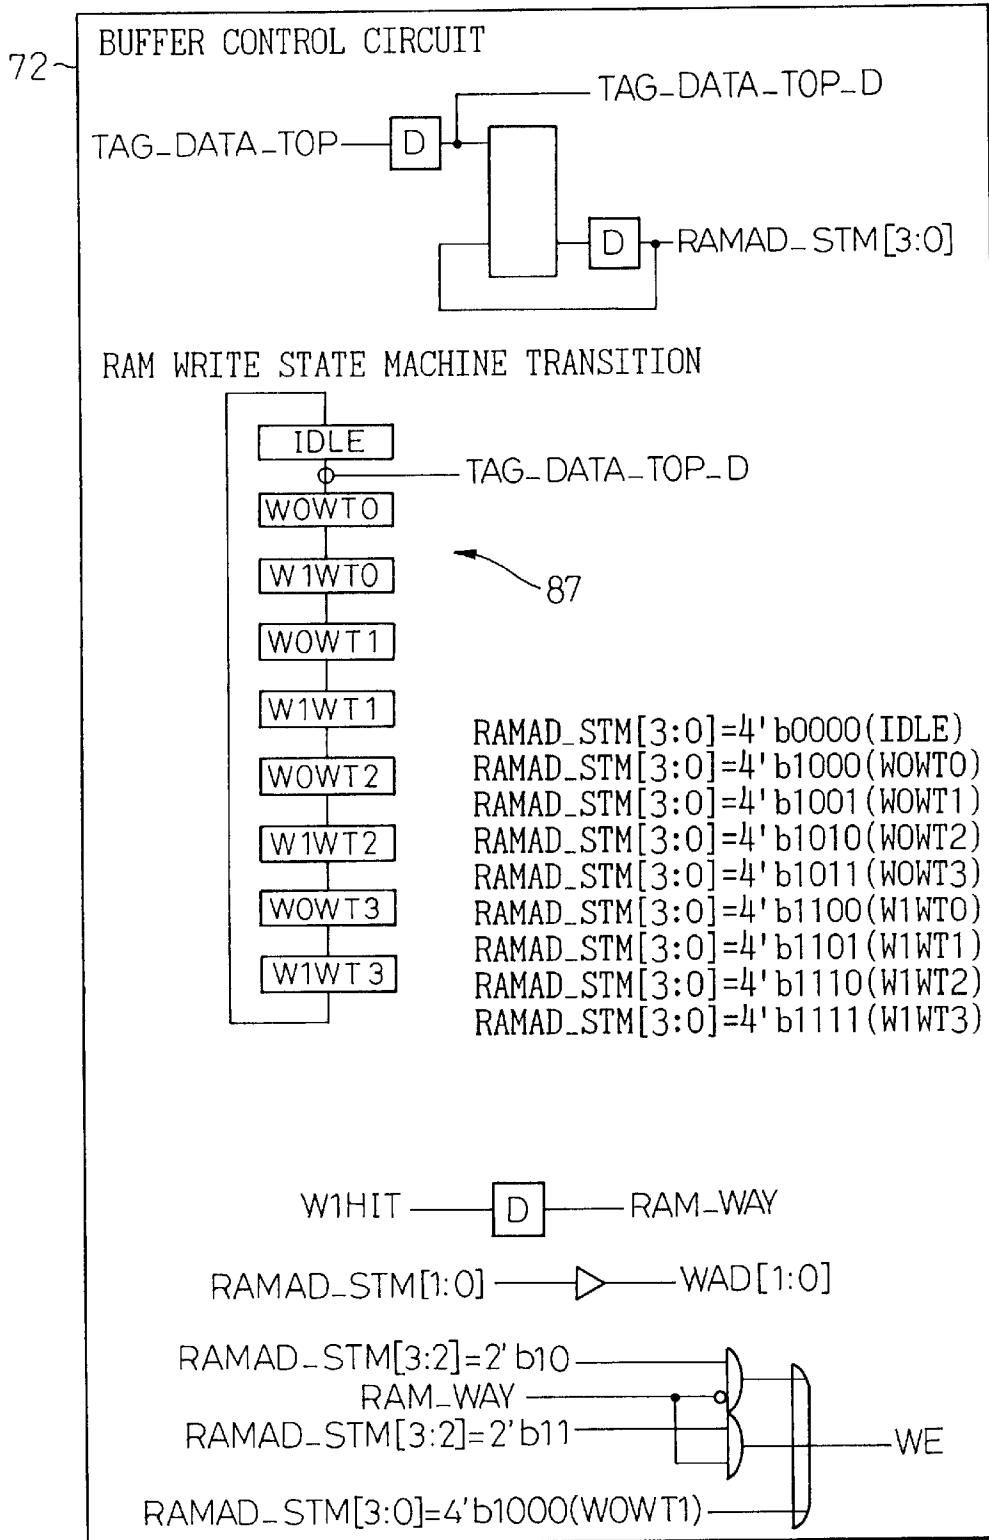 BUFFER CONTROL CIRCUIT
72
TAG_DATA_TOP_D
TAG_DATA_TOP
D
D
RAMAD_STM[3:0]
RAM WRITE STATE MACHINE TRANSITION
IDLE
TAG_DATA_TOP_D
W0WT0
W1WT0
87
W0WT1
W1WT1
W0WT2
W1WT2
W0WT3
W1WT3
RAMAD_STM[3:0]=4'b0000(IDLE)
RAMAD_STM[3:0]=4'b1000(W0WT0)
RAMAD_STM[3:0]=4'b1001(W0WT1)
RAMAD_STM[3:0]=4'b1010(W0WT2)
RAMAD_STM[3:0]=4'b1011(W0WT3)
RAMAD_STM[3:0]=4'b1100(W1WT0)
RAMAD_STM[3:0]=4'b1101(W1WT1)
RAMAD_STM[3:0]=4'b1110(W1WT2)
RAMAD_STM[3:0]=4'b1111(W1WT3)
W1HIT
D
RAM_WAY
RAMAD_STM[1:0]
WAD[1:0]
RAMAD_STM[3:2]=2'b10
RAM_WAY
RAMAD_STM[3:2]=2'b11
WE
RAMAD_STM[3:0]=4'b1000(W0WT1)